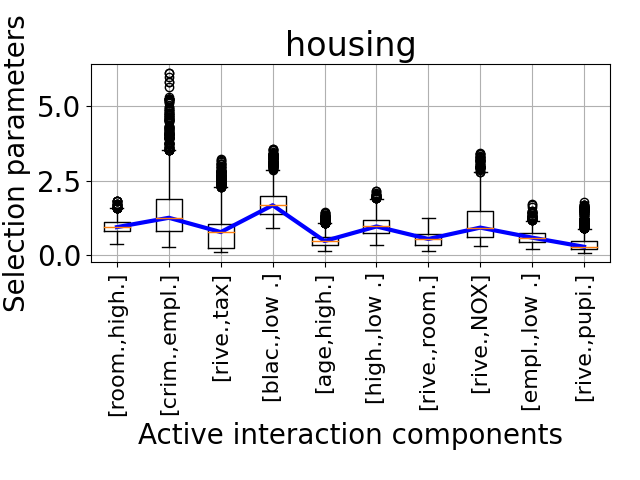 housing
Selection parameters
5.0
2.5
0.0
[room.,high.]
[crim.,empl.]
[rive.,tax]
[blac.,low .]
[age,high.]
[high.,low .]
[rive.,room.]
[rive.,NOX]
[empl.,low .]
[rive.,pupi.]
Active interaction components